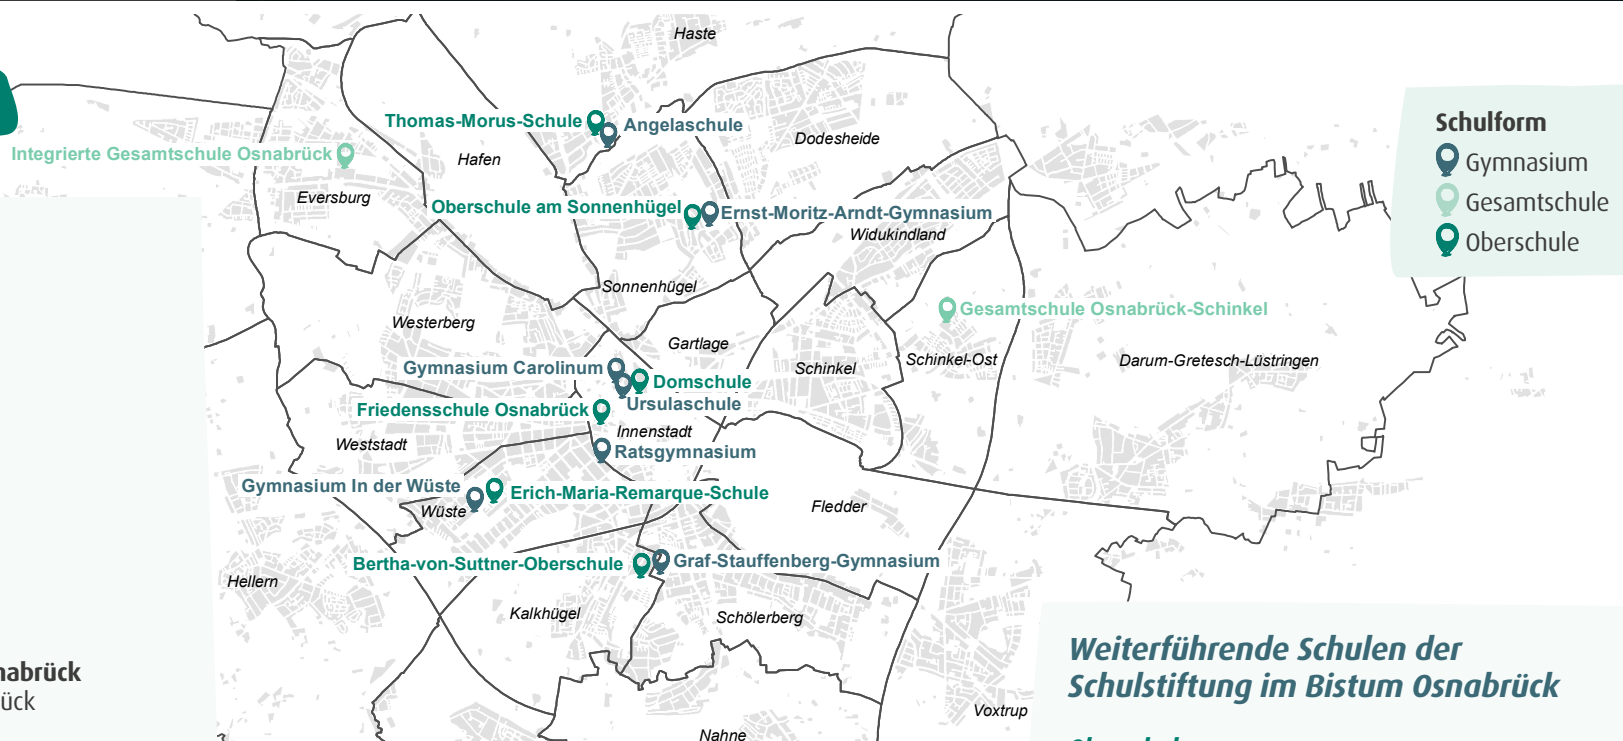 Haste
Thomas-Morus-Schule
Angelaschule
Dodesheide
Integrierte Gesamtschule Osnabrück
Hafen
Eversburg
Oberschule am Sonnenhügel
Ernst-Moritz-Arndt-Gymnasium
Widukindland
Sonnenhügel
Westerberg
Gesamtschule Osnabrück-Schinkel
Gartlage
Schinkel
Schinkel-Ost
Darum-Gretesch-Lüstringen
Gymnasium Carolinum
Domschule
Ursulaschule
Friedensschule Osnabrück
Innenstadt
Weststadt
Ratsgymnasium
Gymnasium In der Wüste
Erich-Maria-Remarque-Schule
Wüste
Fledder
Bertha-von-Suttner-Oberschule
Graf-Stauffenberg-Gymnasium
Hellern
Kalkhügel
Schölerberg
Voxtrup
Nahne
Schulform
Gymnasium
Gesamtschule
Oberschule
nabrück
ück
Weiterführende Schulen der
Schulstiftung im Bistum Osnabrück